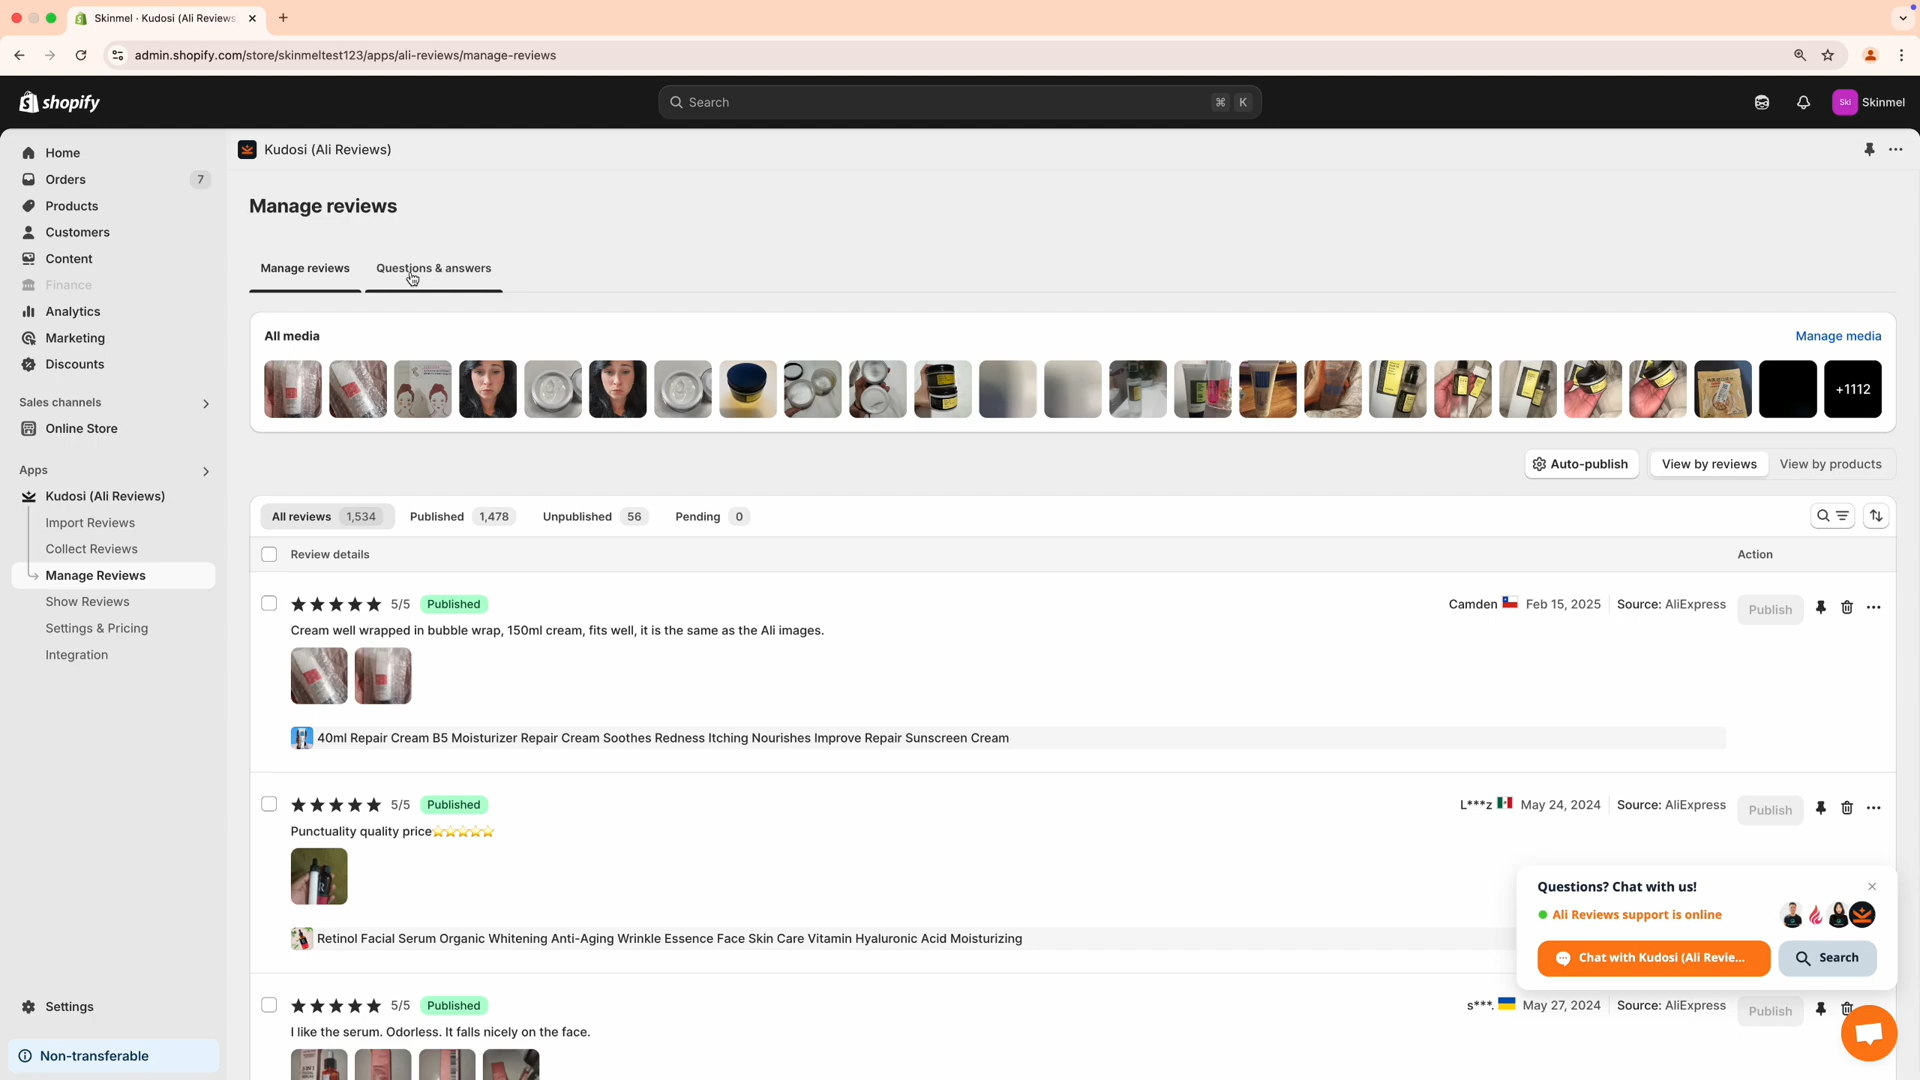 Skinmel · Kudosi (Ali Reviews
admin.shopify.com/store/skinmeltest123/apps/ali-reviews/manage-reviews
shopify
Search
⌘ K
Ski
Skinmel
Home
Orders 7
Products
Customers
Content
Finance
Analytics
Marketing
Discounts
Sales channels
Online Store
Apps
Kudosi (Ali Reviews)
Import Reviews
Collect Reviews
Manage Reviews
Show Reviews
Settings & Pricing
Integration
Settings
Non-transferable
Kudosi (Ali Reviews)
Manage reviews
Manage reviews Questions & answers
All media Manage media
+1112
Auto-publish View by reviews View by products
All reviews 1,534 Published 1,478 Unpublished 56 Pending 0
Review details Action
★★★★★ 5/5 Published Camden Feb 15, 2025 Source: AliExpress Publish
Cream well wrapped in bubble wrap, 150ml cream, fits well, it is the same as the Ali images.
40ml Repair Cream B5 Moisturizer Repair Cream Soothes Redness Itching Nourishes Improve Repair Sunscreen Cream
★★★★★ 5/5 Published L***z May 24, 2024 Source: AliExpress Publish
Punctuality quality price⭐⭐⭐⭐⭐
Retinol Facial Serum Organic Whitening Anti-Aging Wrinkle Essence Face Skin Care Vitamin Hyaluronic Acid Moisturizing
★★★★★ 5/5 Published s***. May 27, 2024 Source: AliExpress Publish
I like the serum. Odorless. It falls nicely on the face.
Questions? Chat with us!
Ali Reviews support is online
Chat with Kudosi (Ali Revie... Search